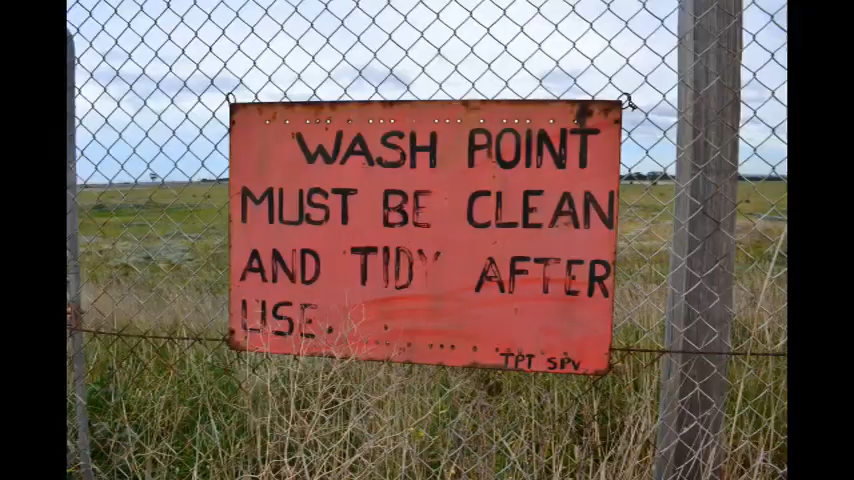 WASH POINT
MUST BE CLEAN
AND TIDY AFTER
USE.
TPT SPV